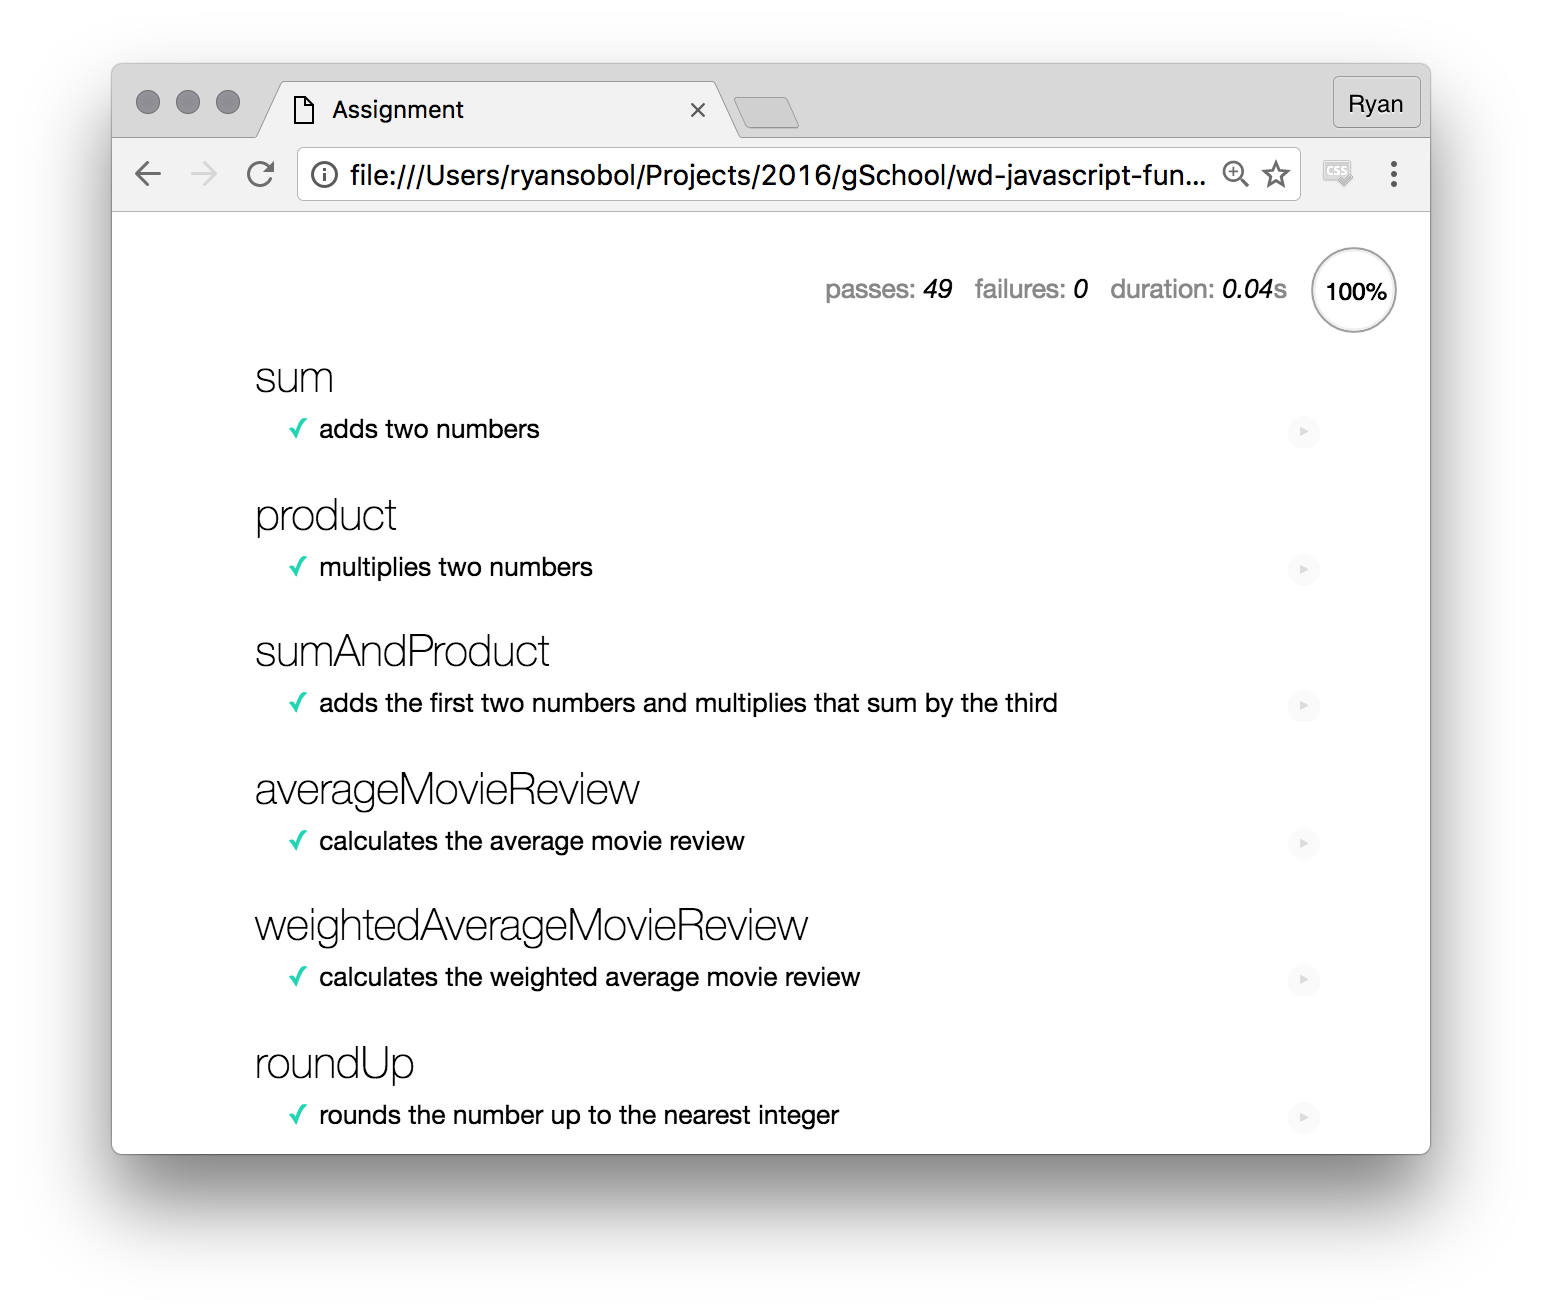 Assignment
Ryan
file:///Users/ryansobol/Projects/2016/gSchool/wd-javascript-fun...
CSS
passes: 49 failures: 0 duration: 0.04s 100%
sum
✓ adds two numbers
product
✓ multiplies two numbers
sumAndProduct
✓ adds the first two numbers and multiplies that sum by the third
averageMovieReview
✓ calculates the average movie review
weightedAverageMovieReview
✓ calculates the weighted average movie review
roundUp
✓ rounds the number up to the nearest integer